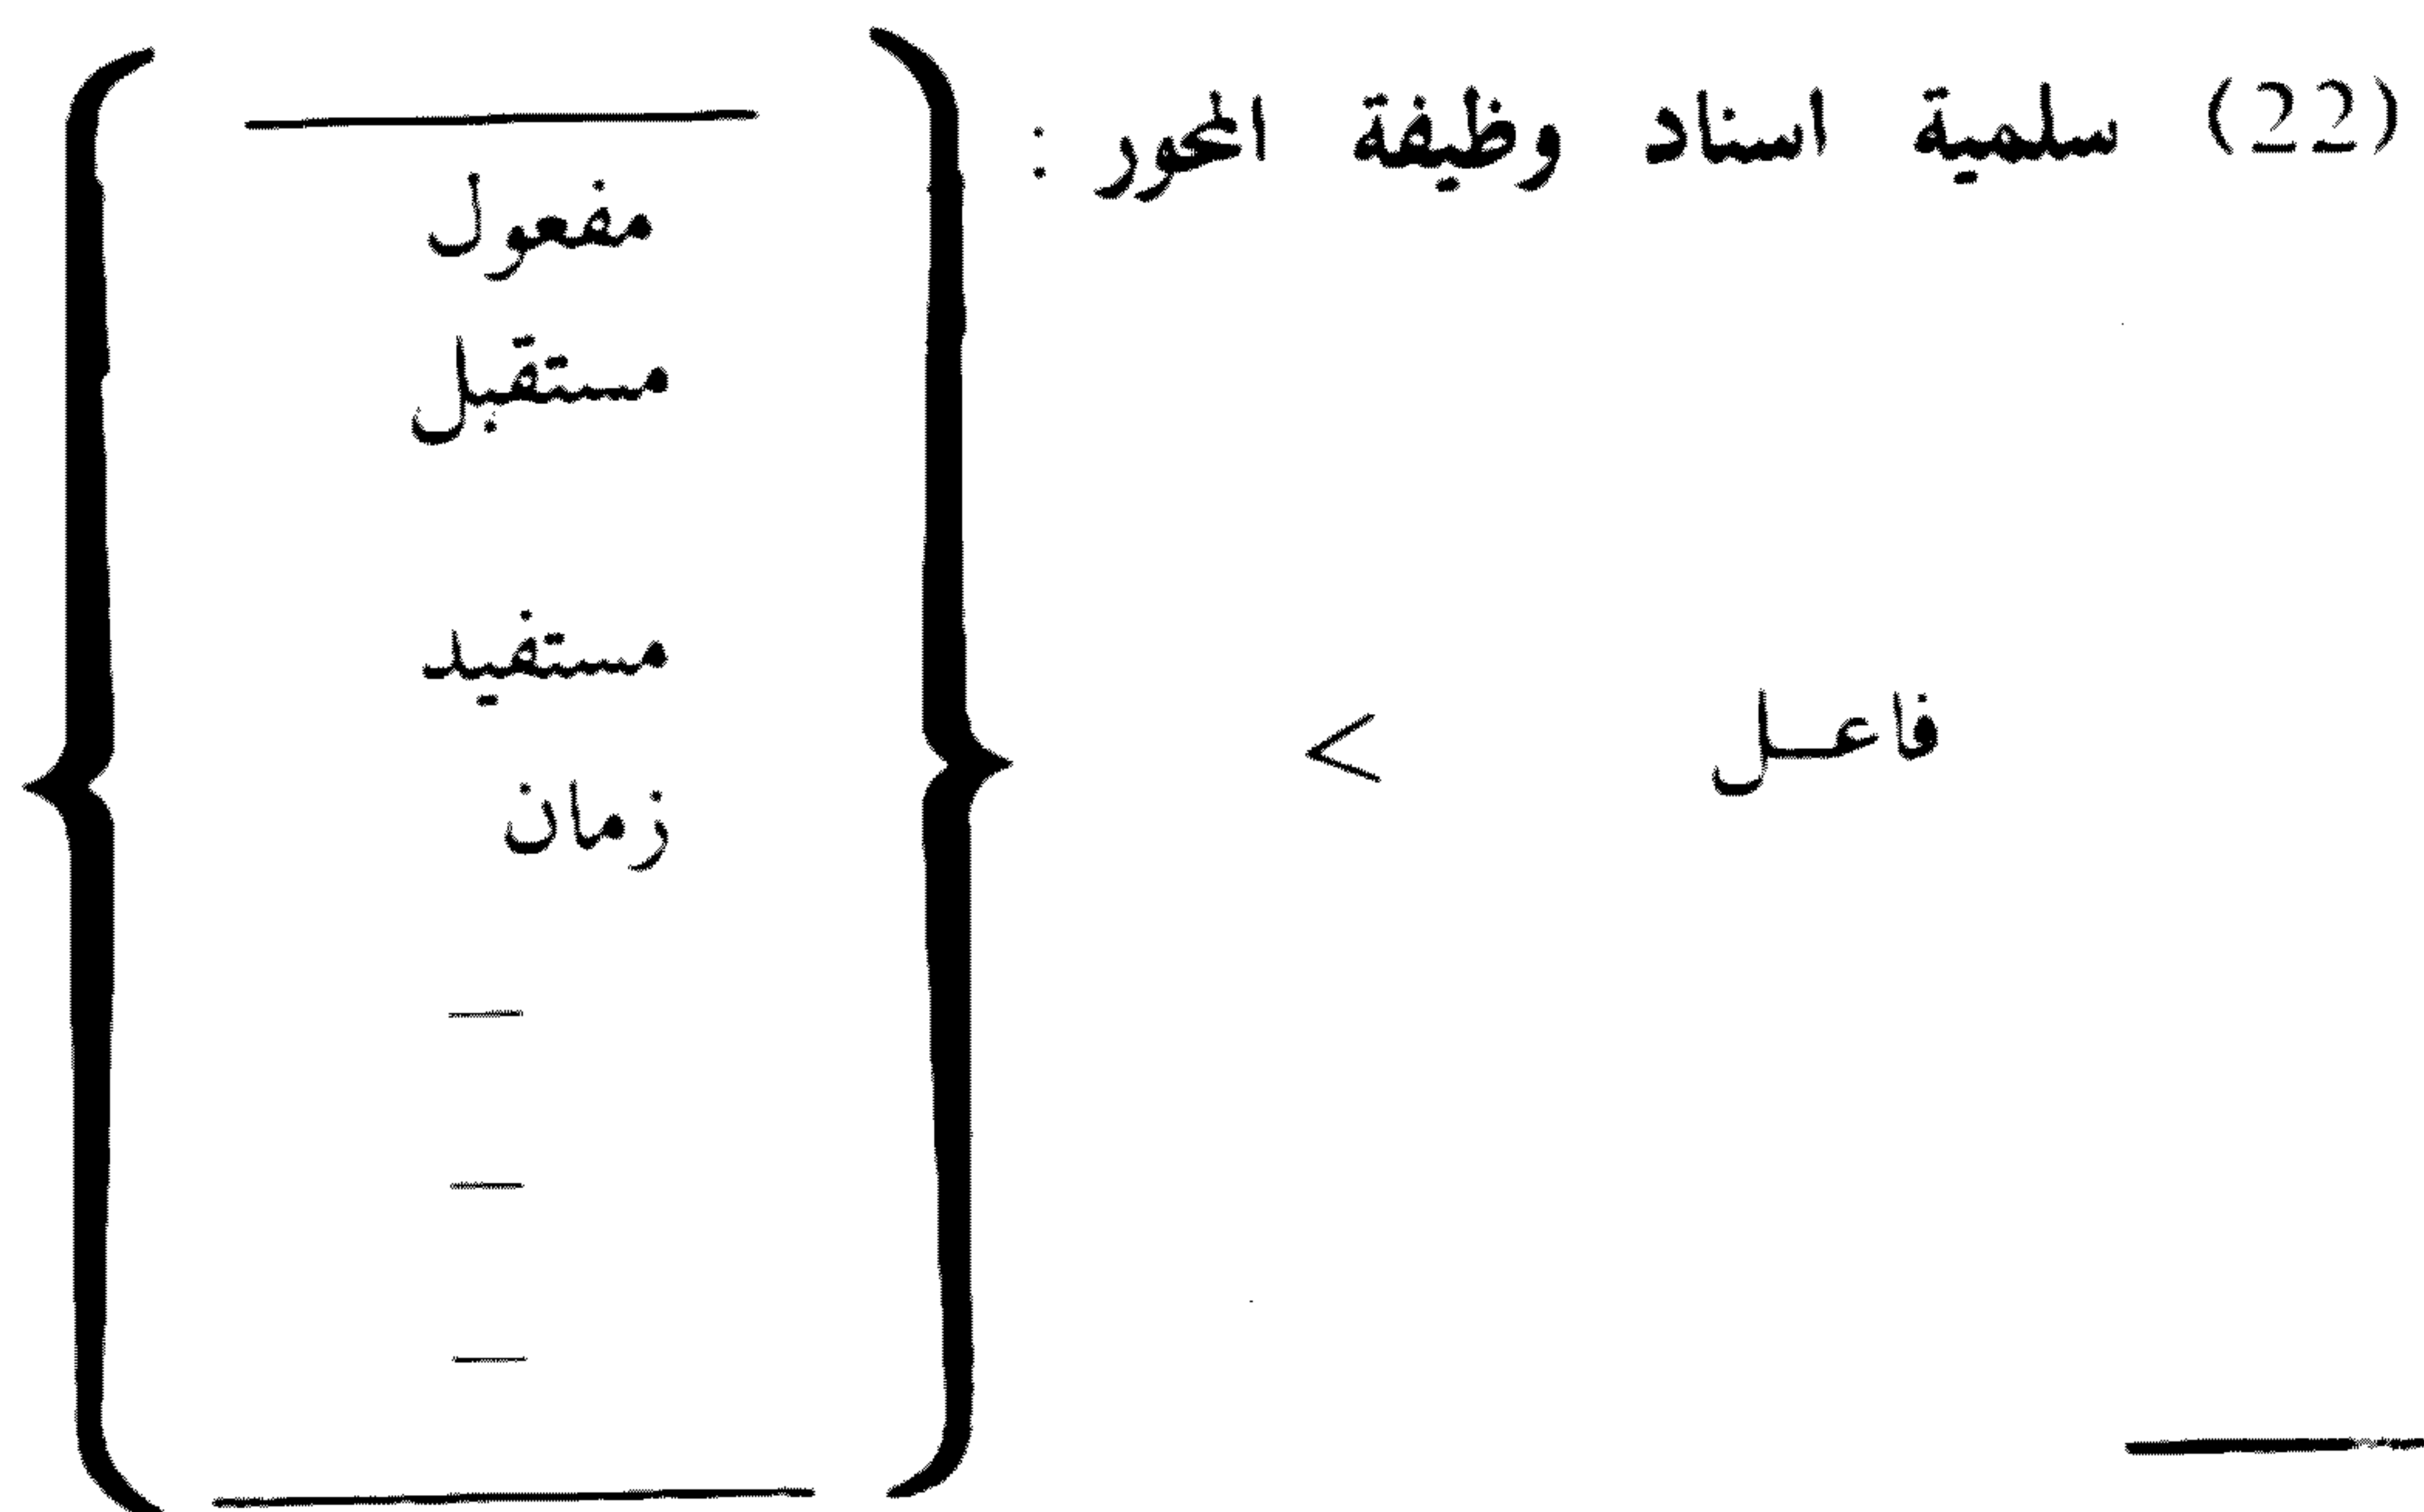 (22) سلمية اسناد وظيفة المحور :
مفعول
مستقبل
مستفيد
فاعل <
زمان
—
—
—